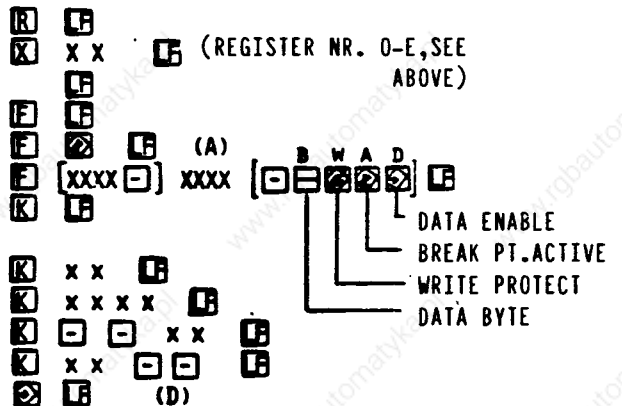 R LF
X X X LF (REGISTER NR. 0-E,SEE
LF ABOVE)
F LF
F LF (A)
B W A D
F [XXXX -] XXXX [- ] LF
K LF
DATA ENABLE
BREAK PT.ACTIVE
K X X LF
WRITE PROTECT
K X X X X LF
DATA BYTE
K - - X X LF
K X X - - LF
LF (D)